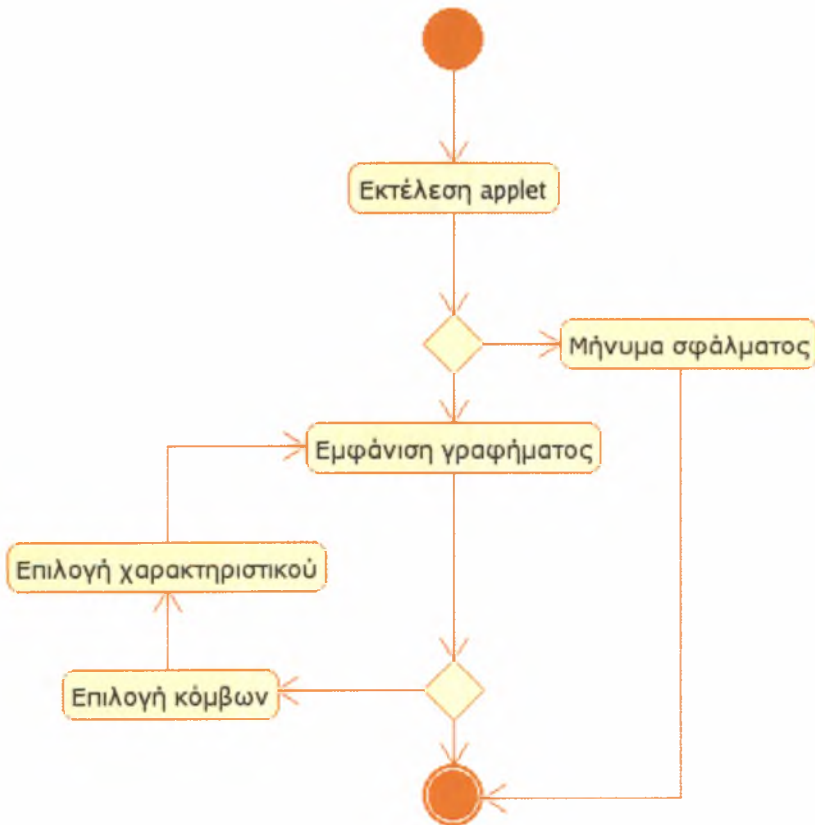 Εκτέλεση applet
Μήνυμα σφάλματος
Εμφάνιση γραφήματος
Επιλογή χαρακτηριστικού
Επιλογή κόμβων